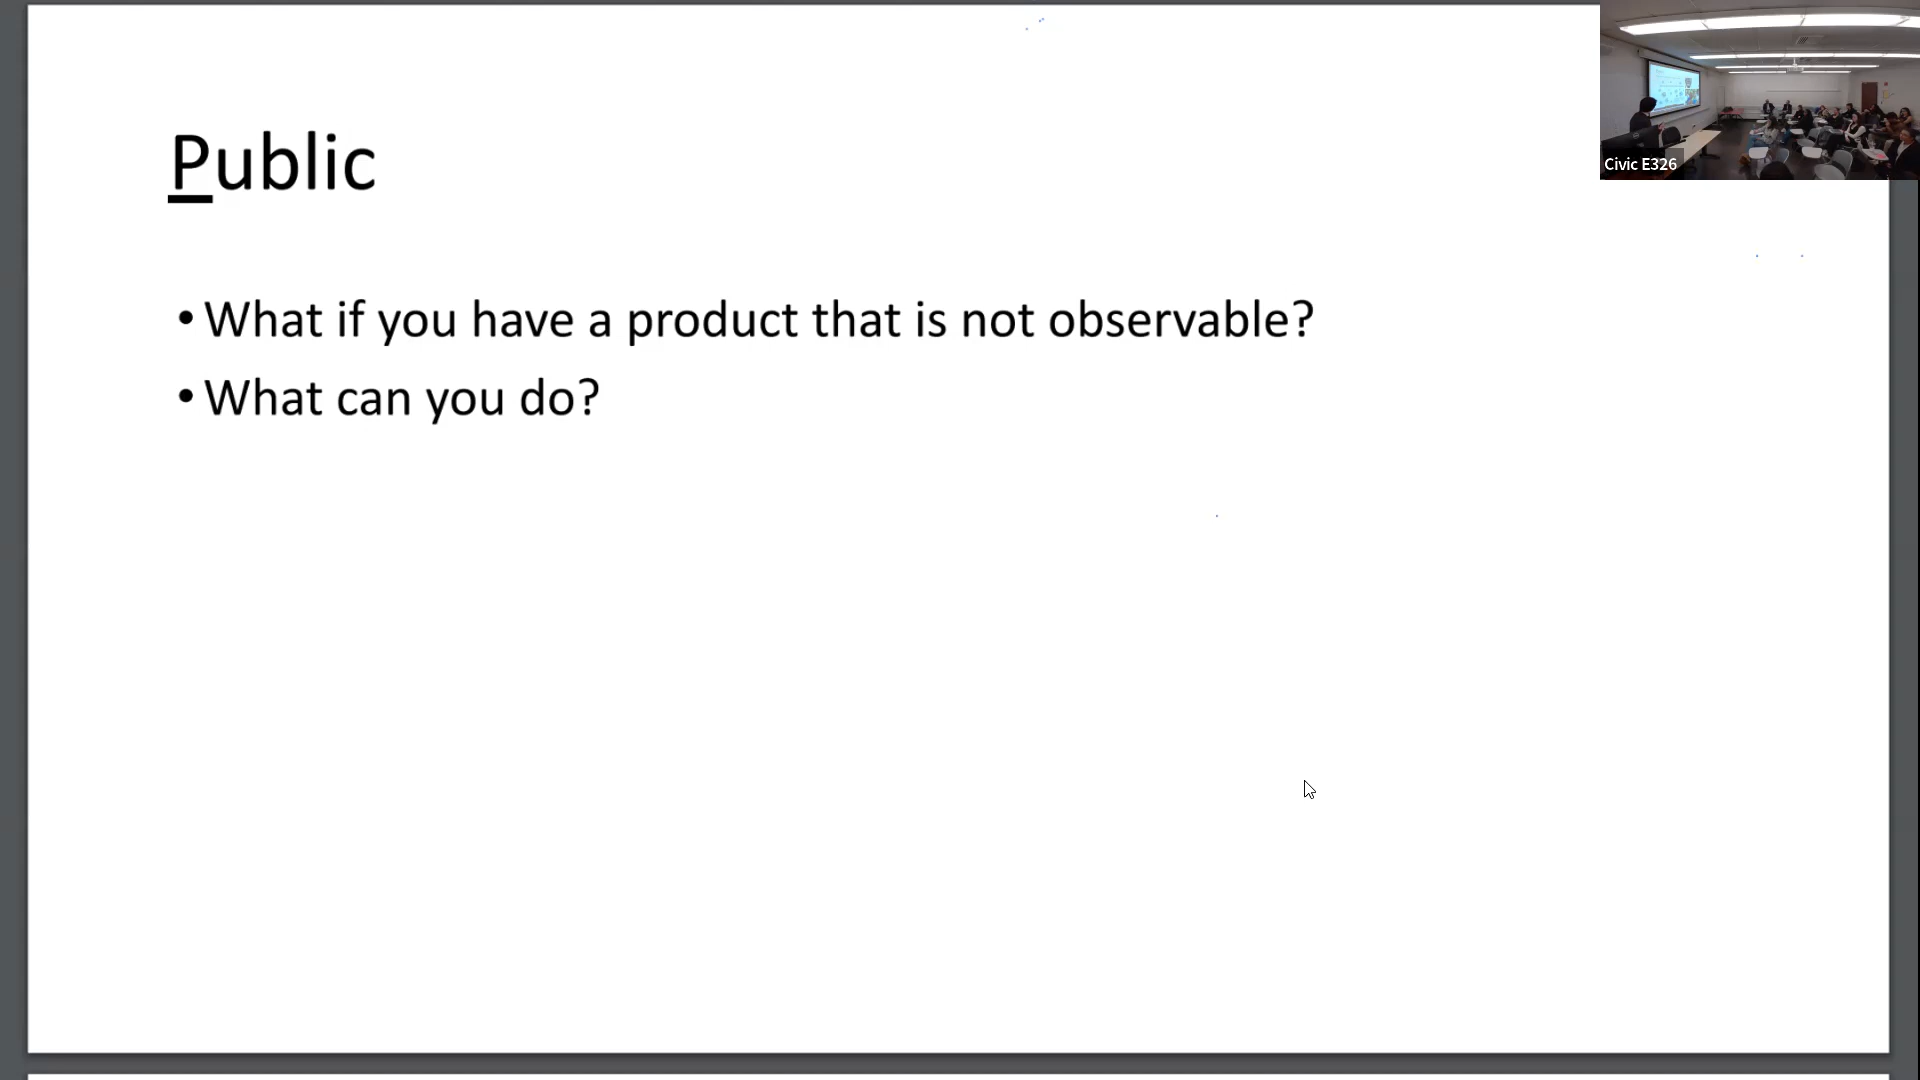 Public
• What if you have a product that is not observable?
• What can you do?
Civic E326